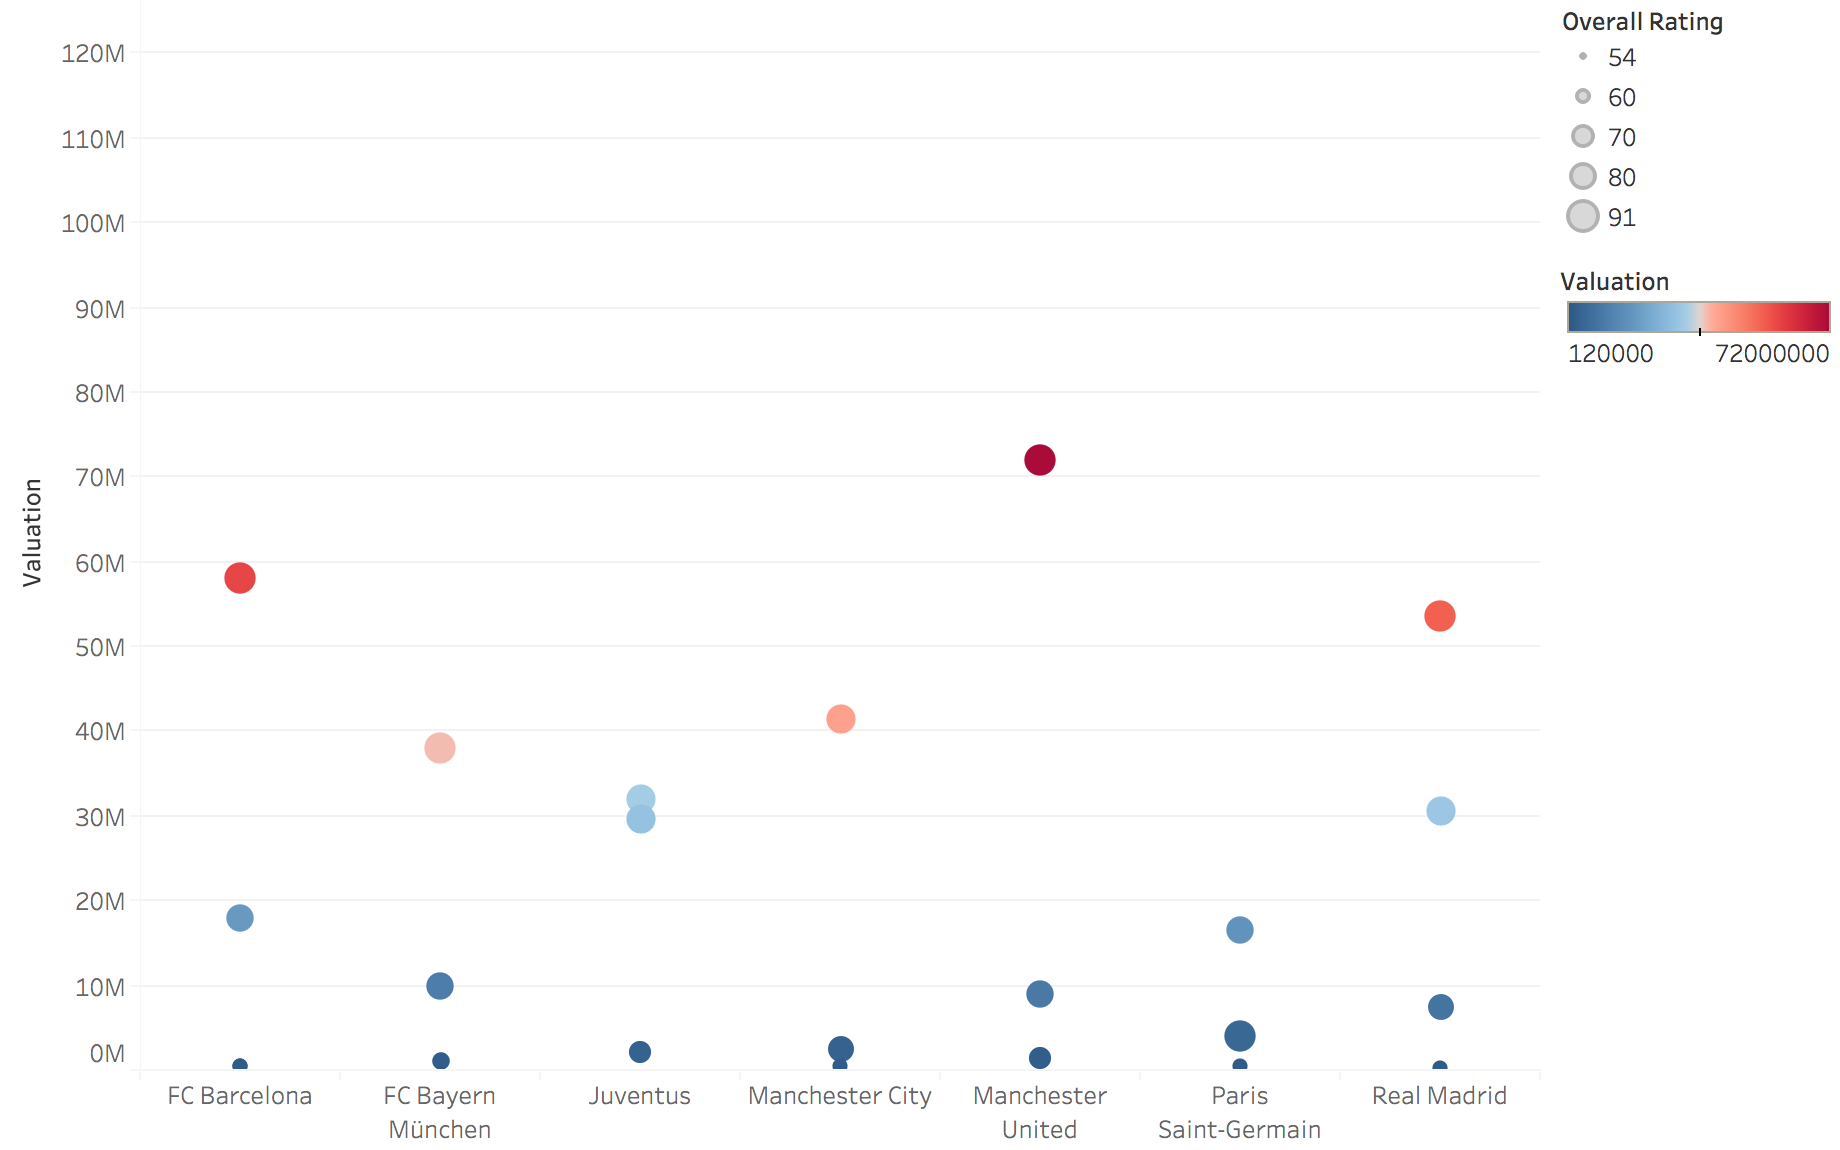 120M
110M
100M
90M
80M
70M
60M
50M
40M
30M
20M
10M
0M
Valuation
FC Barcelona
FC Bayern
München
Juventus
Manchester City
Manchester
United
Paris
Saint-Germain
Real Madrid
Overall Rating
54
60
70
80
91
Valuation
120000 72000000